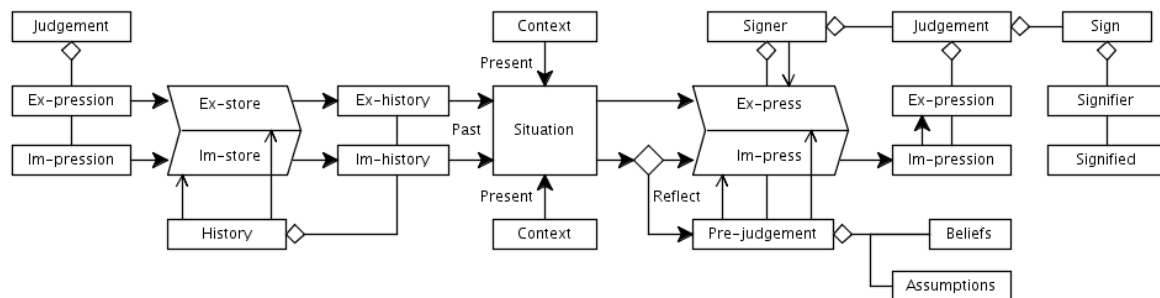 Judgement
Context
Signer
Judgement
Sign
Present
Ex-pression
Ex-store
Ex-history
Ex-press
Ex-pression
Signifier
Past
Situation
Im-pression
Im-store
Im-history
Im-press
Im-pression
Signified
Present
Reflect
History
Context
Pre-judgement
Beliefs
Assumptions